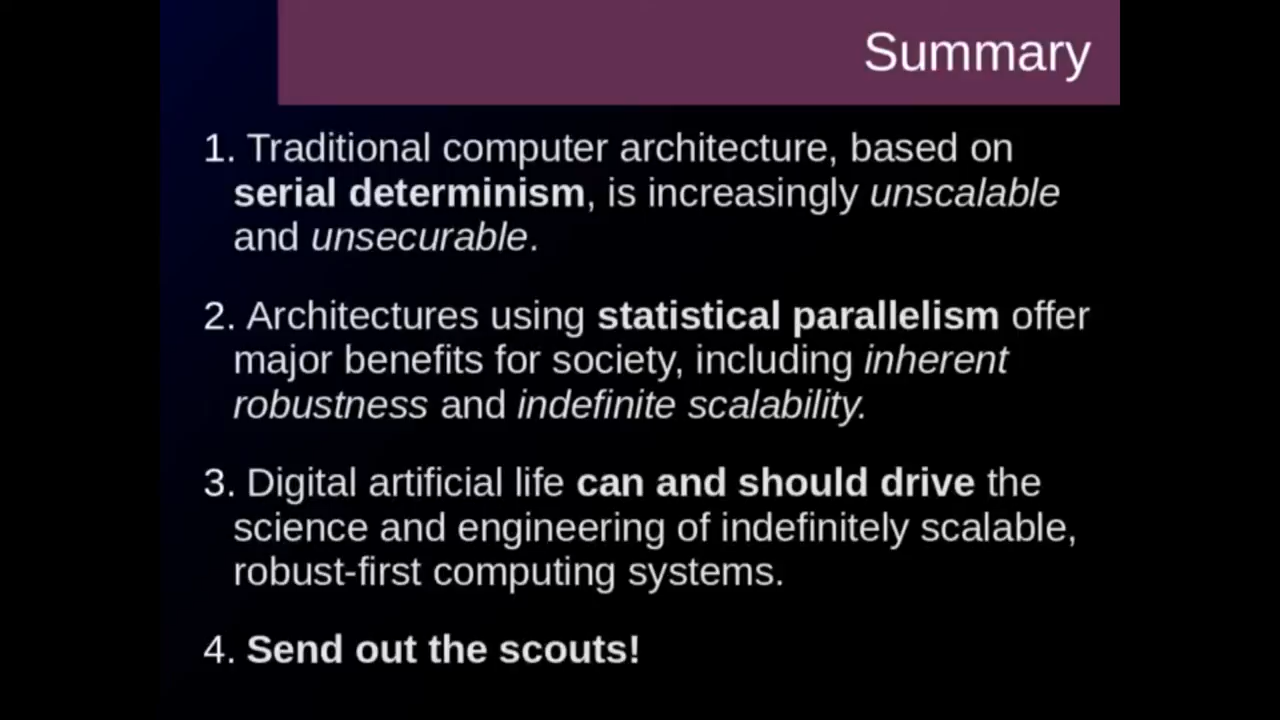 Summary
1. Traditional computer architecture, based on
serial determinism, is increasingly unscalable
and unsecurable.
2. Architectures using statistical parallelism offer
major benefits for society, including inherent
robustness and indefinite scalability.
3. Digital artificial life can and should drive the
science and engineering of indefinitely scalable,
robust-first computing systems.
4. Send out the scouts!